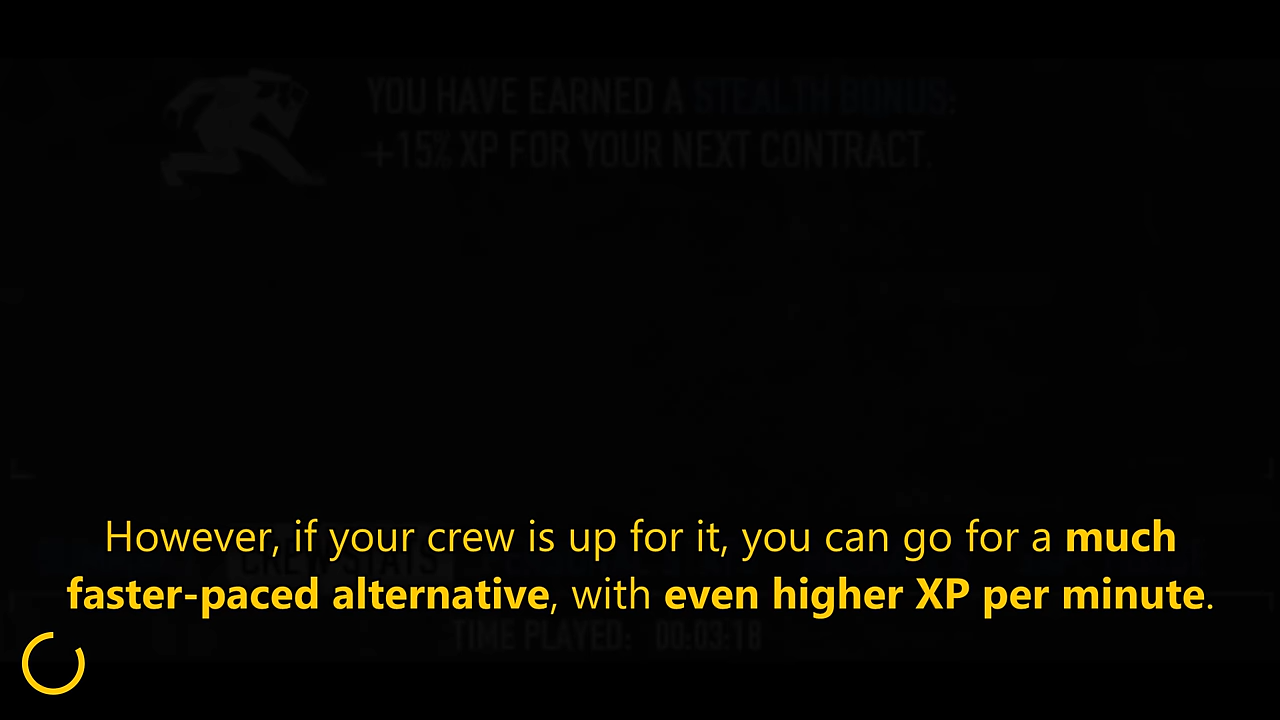 YOU HAVE EARNED A STEALTH BONUS:
+15% XP FOR YOUR NEXT CONTRACT.
However, if your crew is up for it, you can go for a much
CREW STATS
faster-paced alternative, with even higher XP per minute.
TIME PLAYED: 00:03:18